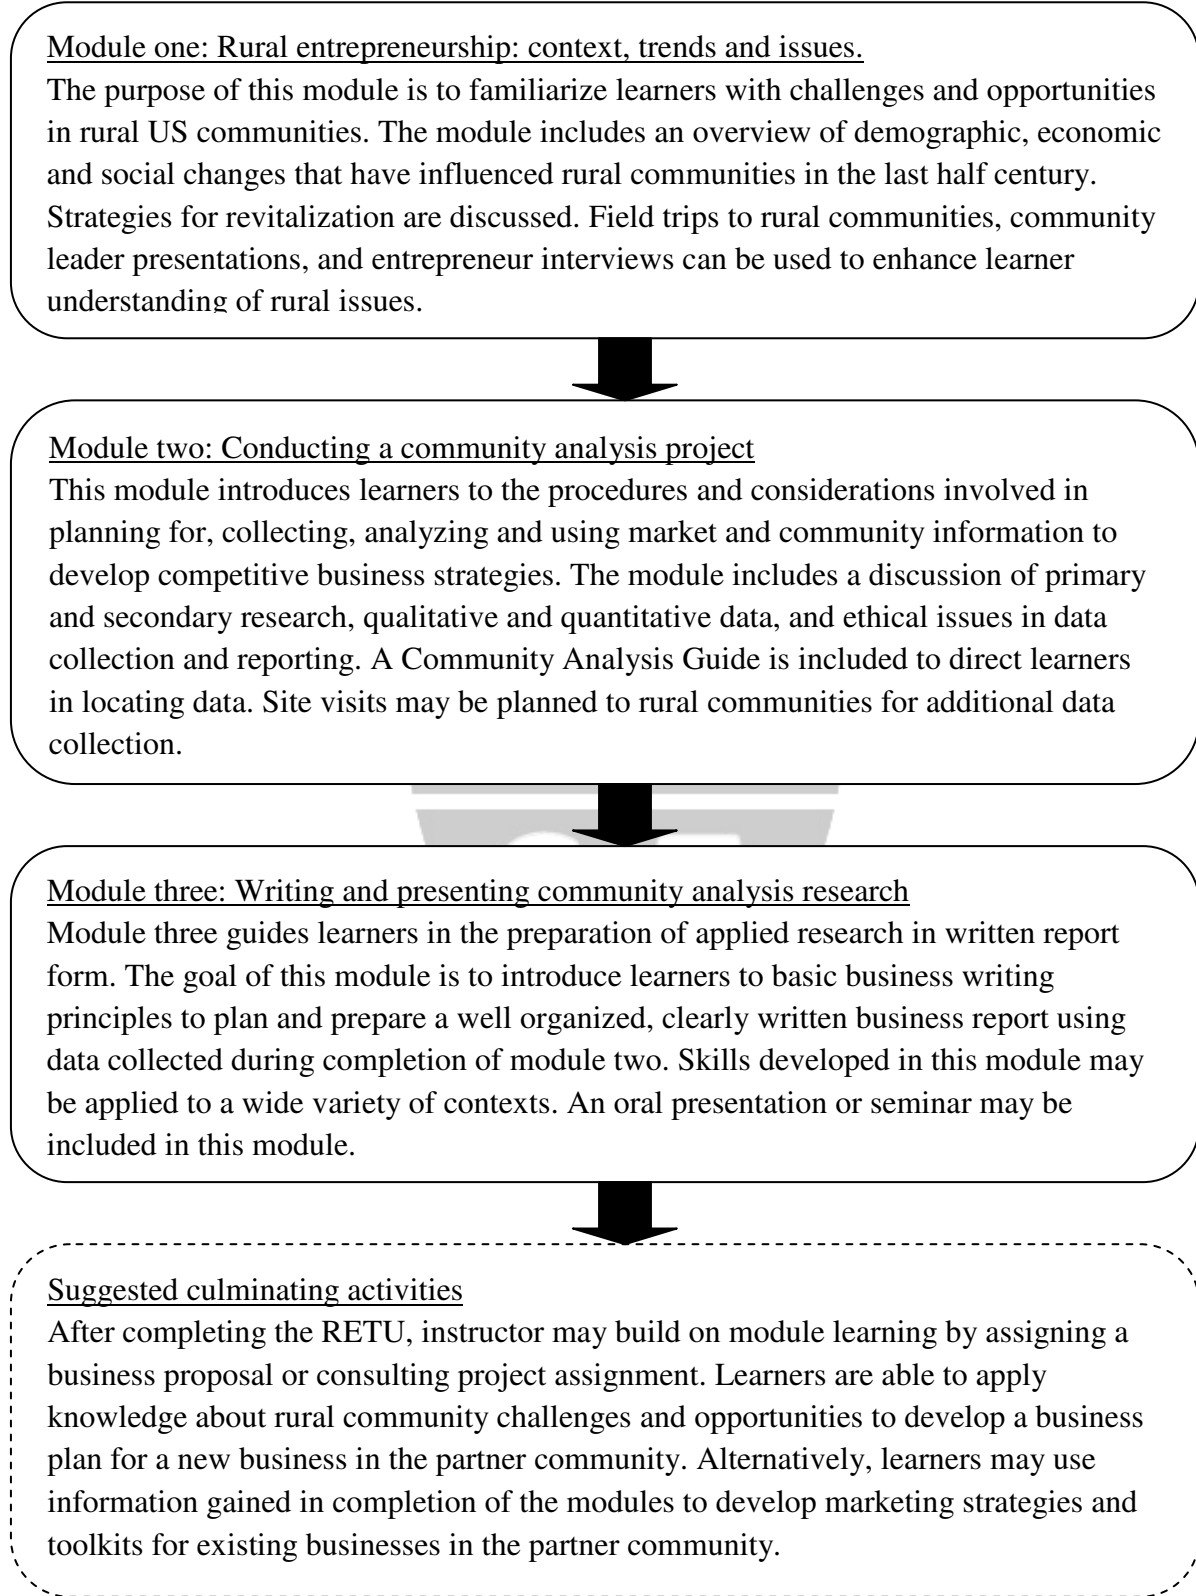 Module one: Rural entrepreneurship: context, trends and issues.
The purpose of this module is to familiarize learners with challenges and opportunities
in rural US communities. The module includes an overview of demographic, economic
and social changes that have influenced rural communities in the last half century.
Strategies for revitalization are discussed. Field trips to rural communities, community
leader presentations, and entrepreneur interviews can be used to enhance learner
understanding of rural issues.
Module two: Conducting a community analysis project
This module introduces learners to the procedures and considerations involved in
planning for, collecting, analyzing and using market and community information to
develop competitive business strategies. The module includes a discussion of primary
and secondary research, qualitative and quantitative data, and ethical issues in data
collection and reporting. A Community Analysis Guide is included to direct learners
in locating data. Site visits may be planned to rural communities for additional data
collection.
Module three: Writing and presenting community analysis research
Module three guides learners in the preparation of applied research in written report
form. The goal of this module is to introduce learners to basic business writing
principles to plan and prepare a well organized, clearly written business report using
data collected during completion of module two. Skills developed in this module may
be applied to a wide variety of contexts. An oral presentation or seminar may be
included in this module.
Suggested culminating activities
After completing the RETU, instructor may build on module learning by assigning a
business proposal or consulting project assignment. Learners are able to apply
knowledge about rural community challenges and opportunities to develop a business
plan for a new business in the partner community. Alternatively, learners may use
information gained in completion of the modules to develop marketing strategies and
toolkits for existing businesses in the partner community.